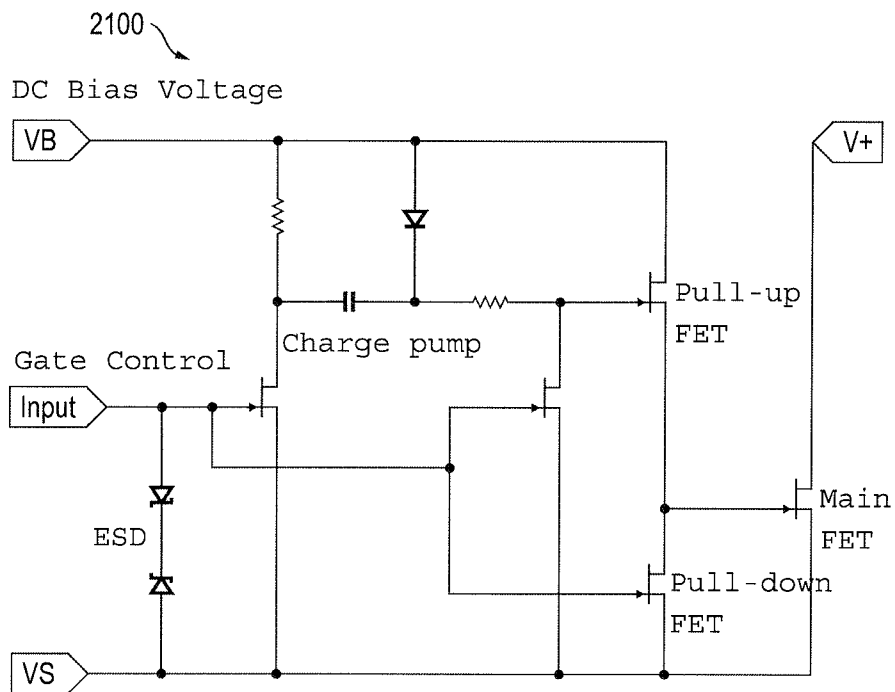 2100
DC Bias Voltage
VB
V+
Pull-up
FET
Charge pump
Gate Control
Input
ESD
Main
FET
Pull-down
FET
VS